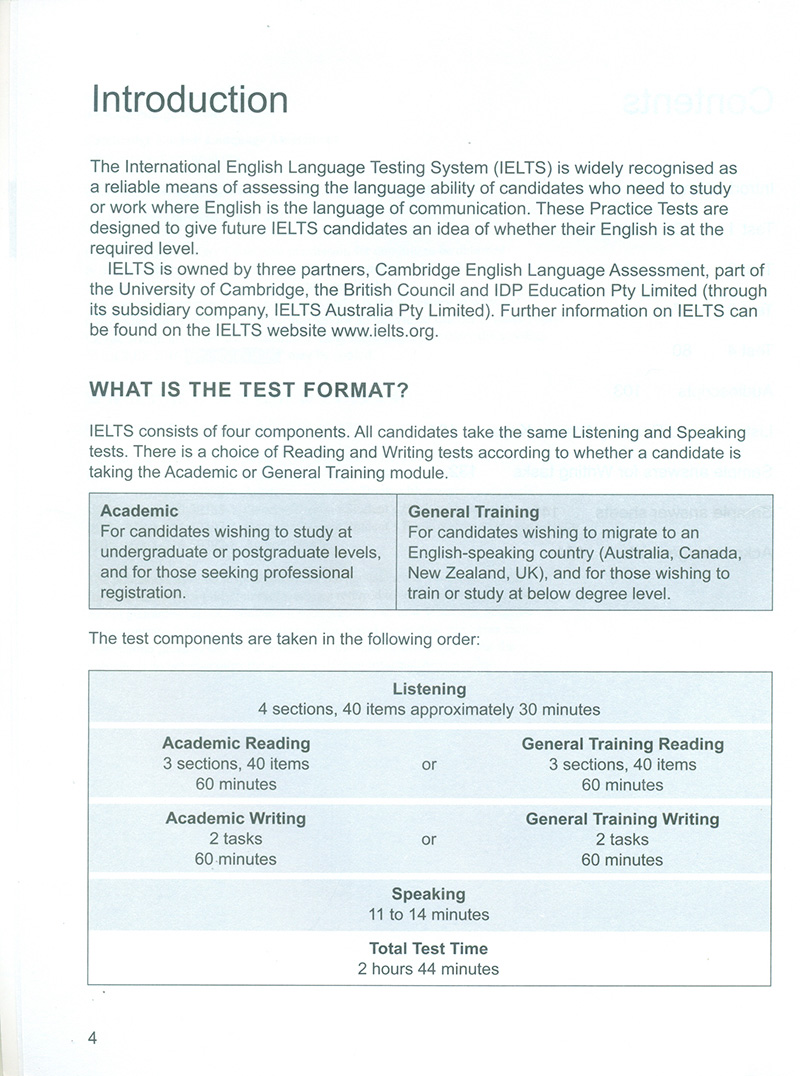 Introduction
The International English Language Testing System (IELTS) is widely recognised as
a reliable means of assessing the language ability of candidates who need to study
or work where English is the language of communication. These Practice Tests are
designed to give future IELTS candidates an idea of whether their English is at the
required level.
IELTS is owned by three partners, Cambridge English Language Assessment, part of
the University of Cambridge, the British Council and IDP Education Pty Limited (through
its subsidiary company, IELTS Australia Pty Limited). Further information on IELTS can
be found on the IELTS website www.ielts.org.
WHAT IS THE TEST FORMAT?
IELTS consists of four components. All candidates take the same Listening and Speaking
tests. There is a choice of Reading and Writing tests according to whether a candidate is
taking the Academic or General Training module.
Academic
For candidates wishing to study at
undergraduate or postgraduate levels,
and for those seeking professional
registration.
General Training
For candidates wishing to migrate to an
English-speaking country (Australia, Canada,
New Zealand, UK), and for those wishing to
train or study at below degree level.
The test components are taken in the following order:
Listening
4 sections, 40 items approximately 30 minutes
Academic Reading
3 sections, 40 items
60 minutes
or
General Training Reading
3 sections, 40 items
60 minutes
Academic Writing
2 tasks
60 minutes
or
General Training Writing
2 tasks
60 minutes
Speaking
11 to 14 minutes
Total Test Time
2 hours 44 minutes
4